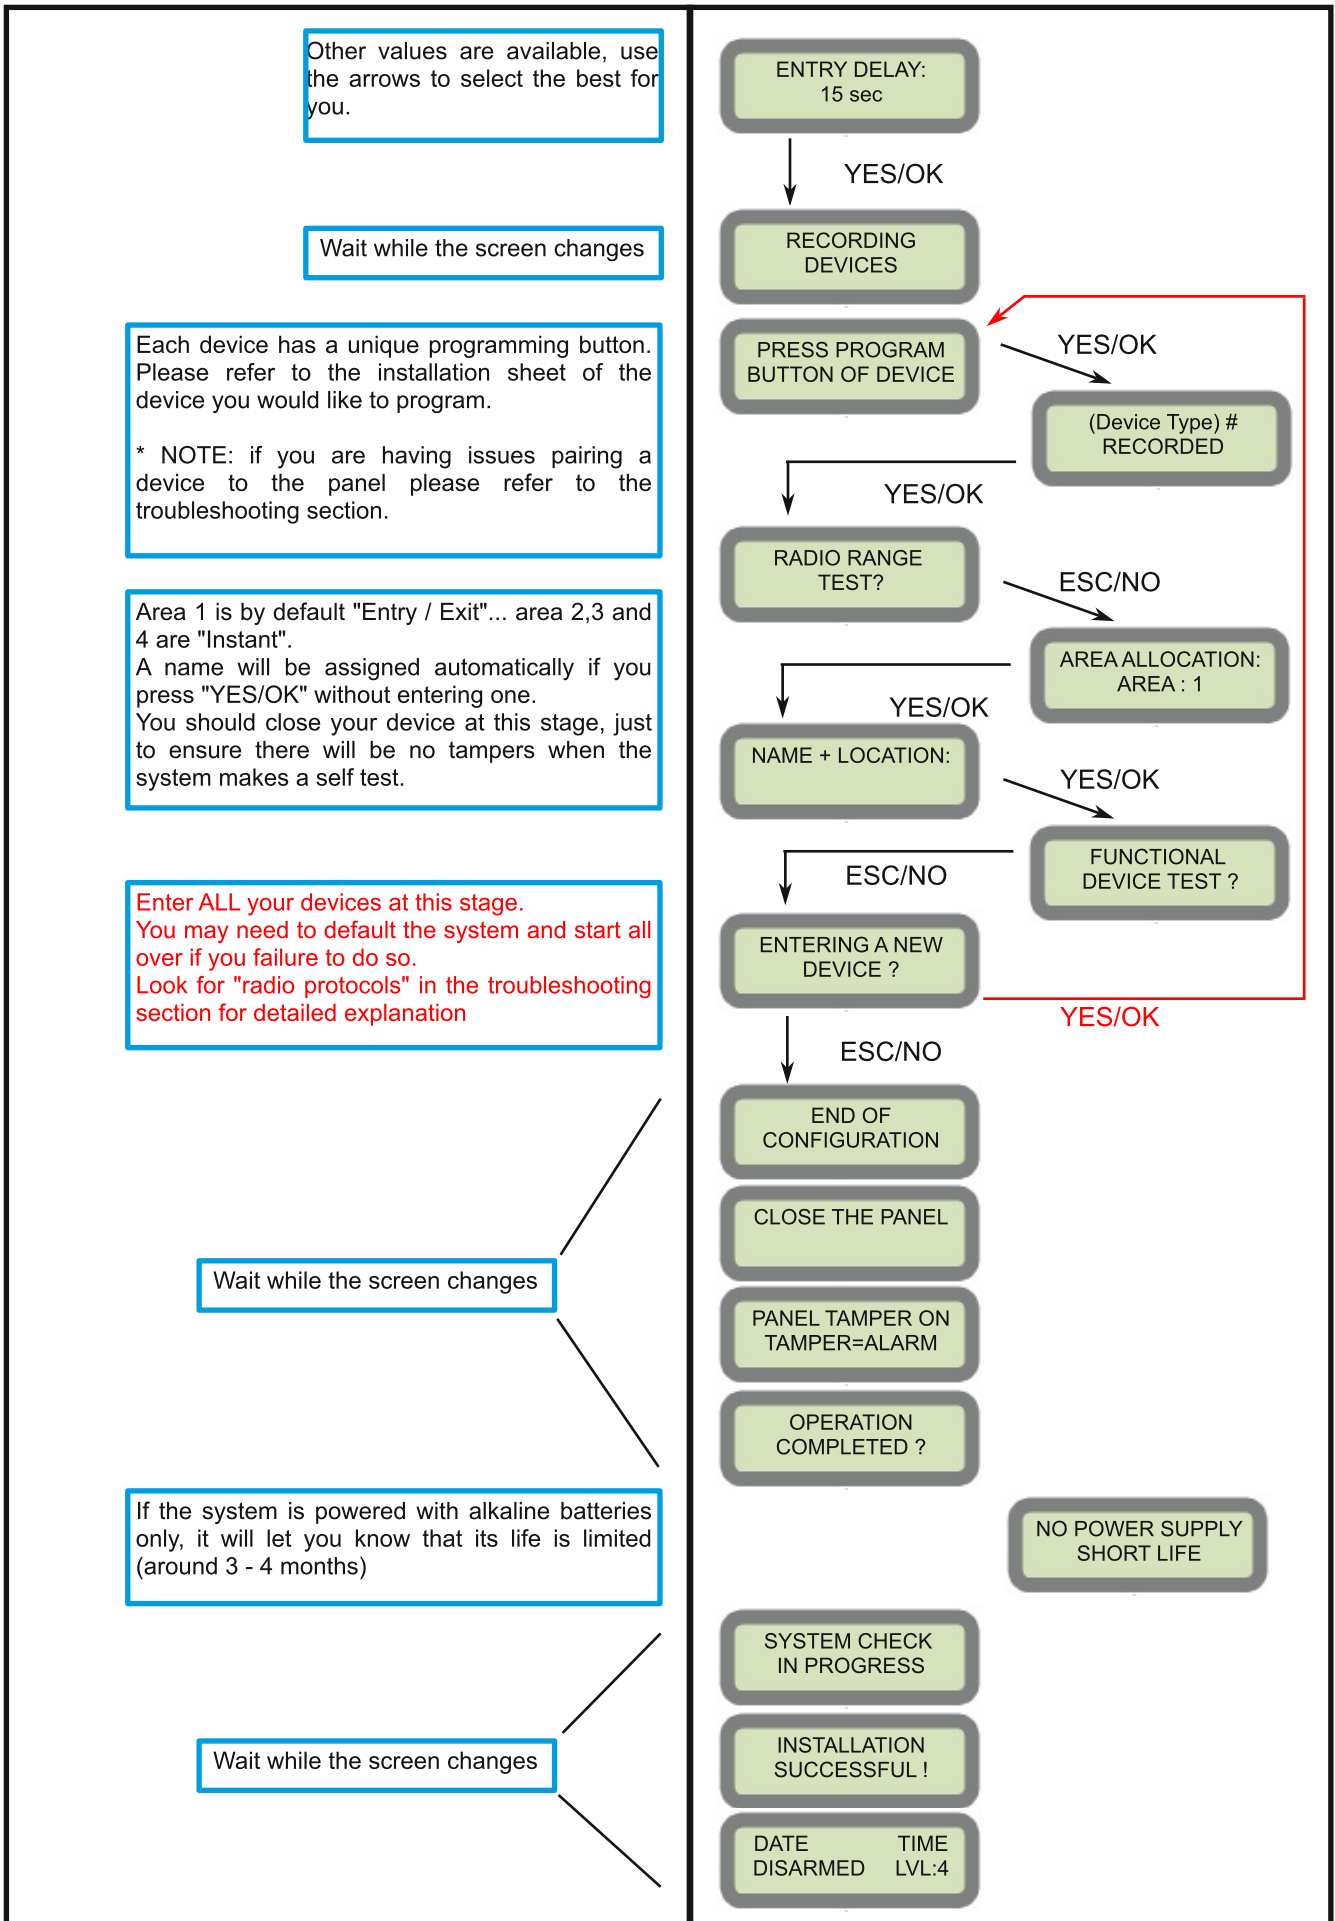 Other values are available, use
the arrows to select the best for
you.
ENTRY DELAY:
15 sec
YES/OK
Wait while the screen changes
RECORDING
DEVICES
Each device has a unique programming button.
Please refer to the installation sheet of the
device you would like to program.
* NOTE: if you are having issues pairing a
device to the panel please refer to the
troubleshooting section.
PRESS PROGRAM
BUTTON OF DEVICE
YES/OK
(Device Type) #
RECORDED
YES/OK
RADIO RANGE
TEST?
ESC/NO
Area 1 is by default "Entry / Exit"... area 2,3 and
4 are "Instant".
A name will be assigned automatically if you
press "YES/OK" without entering one.
You should close your device at this stage, just
to ensure there will be no tampers when the
system makes a self test.
AREA ALLOCATION:
AREA : 1
YES/OK
NAME + LOCATION:
YES/OK
FUNCTIONAL
DEVICE TEST ?
ESC/NO
Enter ALL your devices at this stage.
You may need to default the system and start all
over if you failure to do so.
Look for "radio protocols" in the troubleshooting
section for detailed explanation
ENTERING A NEW
DEVICE ?
YES/OK
ESC/NO
END OF
CONFIGURATION
CLOSE THE PANEL
Wait while the screen changes
PANEL TAMPER ON
TAMPER=ALARM
OPERATION
COMPLETED ?
If the system is powered with alkaline batteries
only, it will let you know that its life is limited
(around 3 - 4 months)
NO POWER SUPPLY
SHORT LIFE
SYSTEM CHECK
IN PROGRESS
Wait while the screen changes
INSTALLATION
SUCCESSFUL !
DATE TIME
DISARMED LVL:4